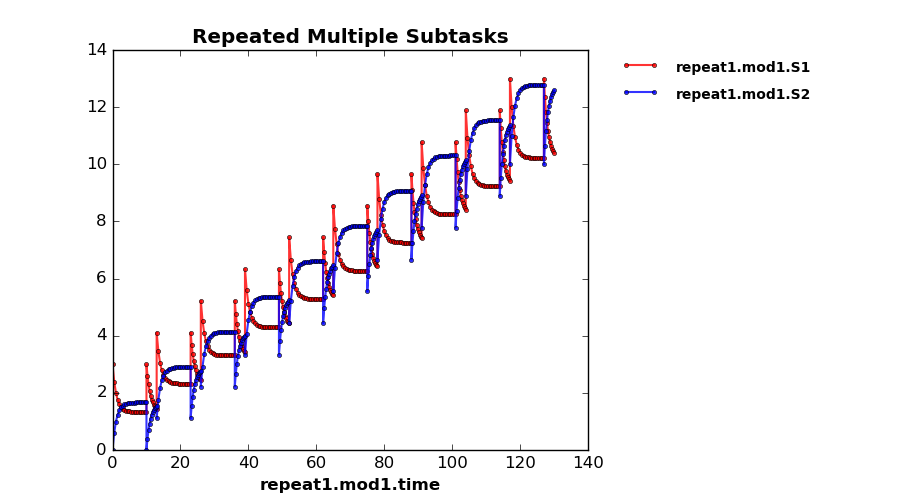 Repeated Multiple Subtasks
repeat1.mod1.S1
repeat1.mod1.S2
14
12
10
8
6
4
2
0
0 20 40 60 80 100 120 140
repeat1.mod1.time